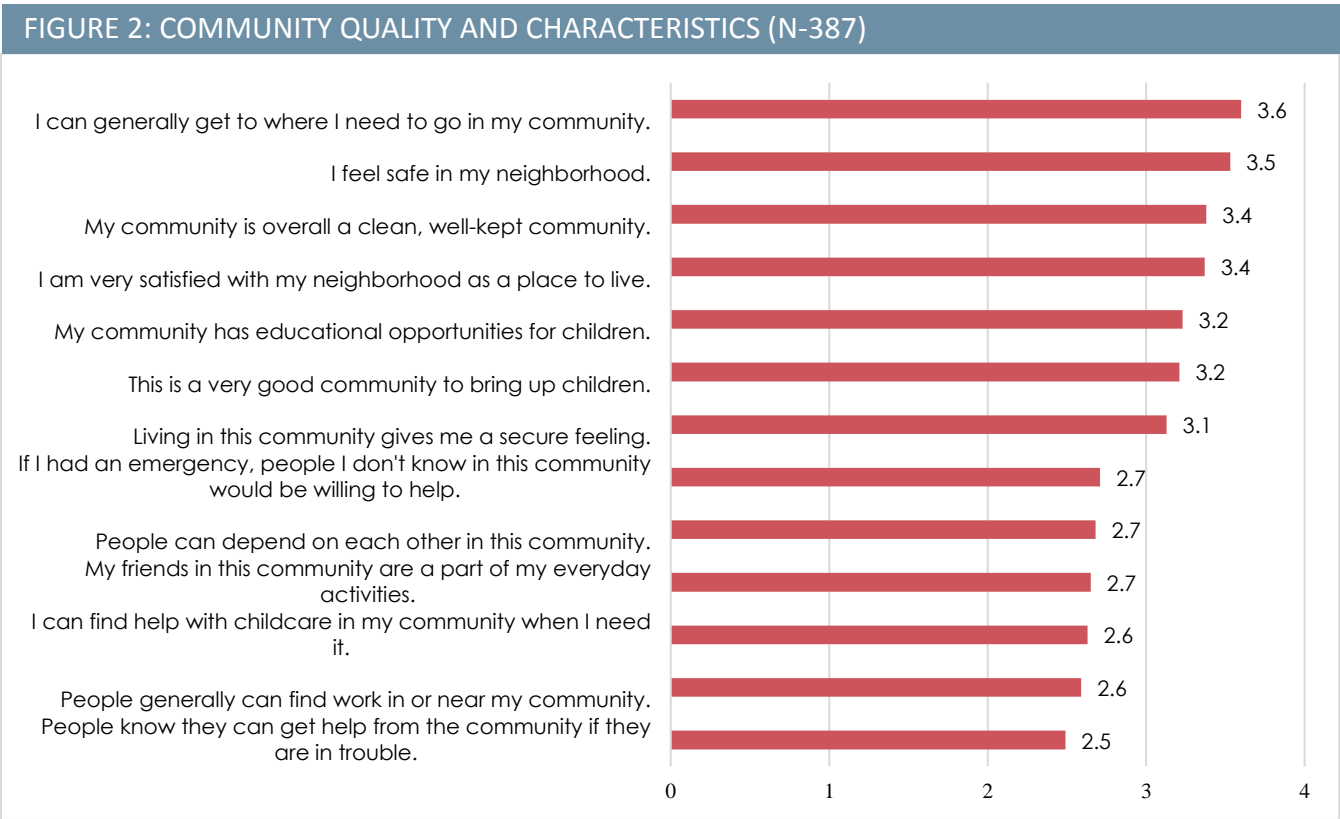 FIGURE 2: COMMUNITY QUALITY AND CHARACTERISTICS (N-387)
I can generally get to where I need to go in my community.
3.6
I feel safe in my neighborhood.
3.5
My community is overall a clean, well-kept community.
3.4
I am very satisfied with my neighborhood as a place to live.
3.4
My community has educational opportunities for children.
3.2
This is a very good community to bring up children.
3.2
Living in this community gives me a secure feeling.
3.1
If I had an emergency, people I don't know in this community
would be willing to help.
2.7
People can depend on each other in this community.
2.7
My friends in this community are a part of my everyday
activities.
2.7
I can find help with childcare in my community when I need
it.
2.6
People generally can find work in or near my community.
2.6
People know they can get help from the community if they
are in trouble.
2.5
0 1 2 3 4